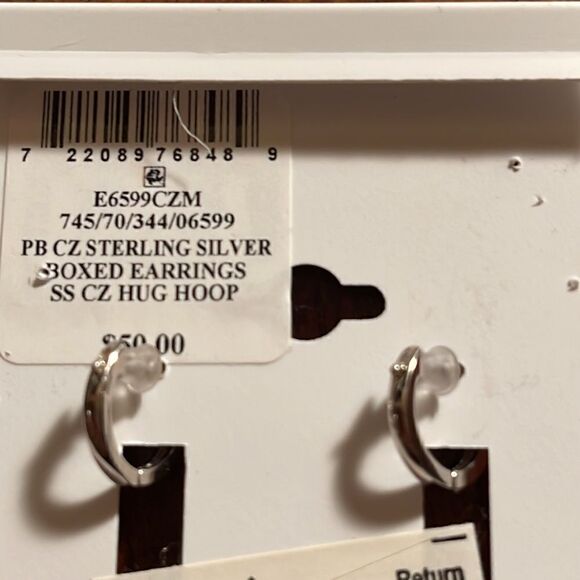 7 22089 76848 9
E6599CZM
745/70/344/06599
PB CZ STERLING SILVER
BOXED EARRINGS
SS CZ HUG HOOP
$50.00
Return